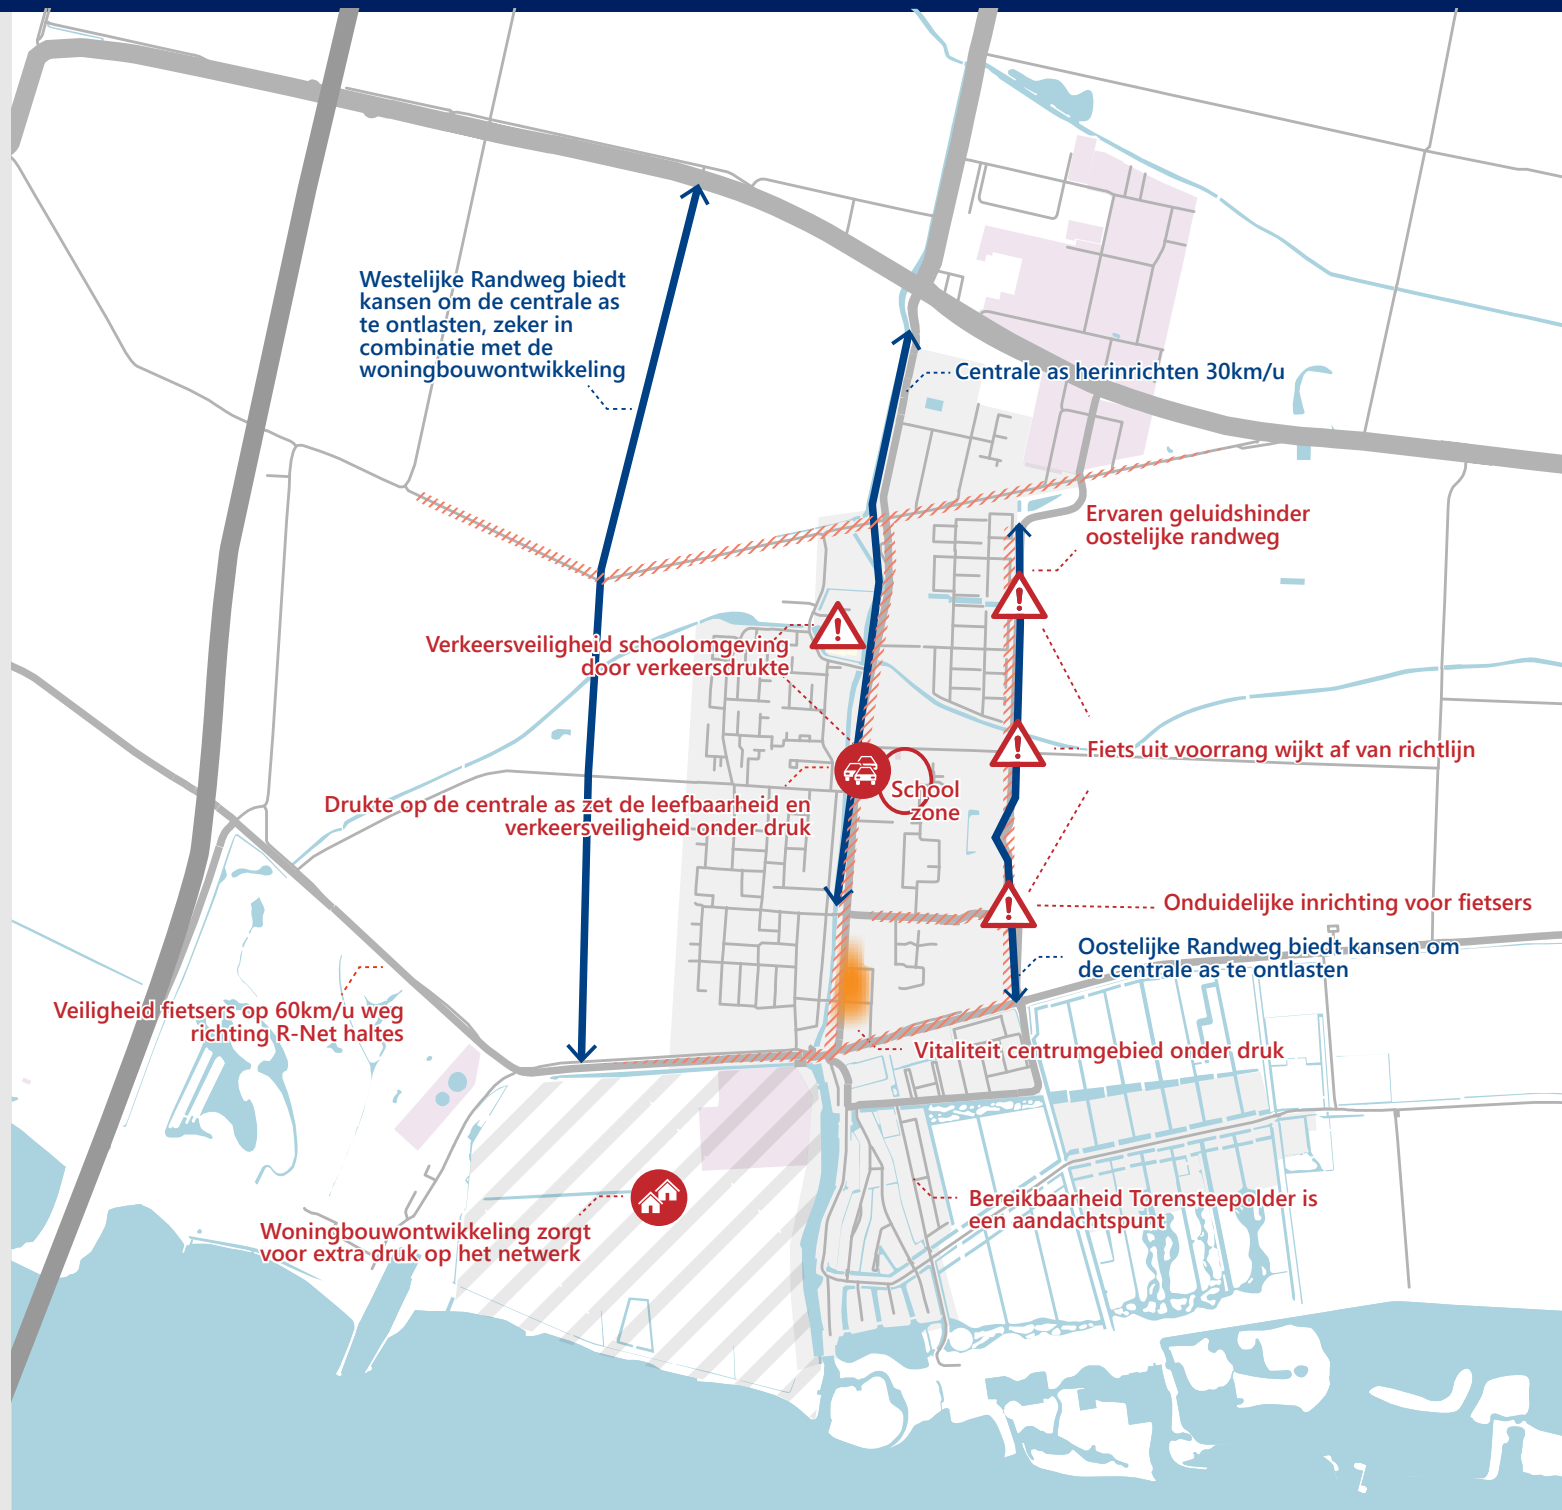 Westelijke Randweg biedt
kansen om de centrale as
te ontlasten, zeker in
combinatie met de
woningbouwontwikkeling
Centrale as herinrichten 30km/u
Ervaren geluidshinder
oostelijke randweg
Verkeersveiligheid schoolomgeving
door verkeersdrukte
Fiets uit voorrang wijkt af van richtlijn
School
zone
Drukte op de centrale as zet de leefbaarheid en
verkeersveiligheid onder druk
Onduidelijke inrichting voor fietsers
Oostelijke Randweg biedt kansen om
de centrale as te ontlasten
Veiligheid fietsers op 60km/u weg
richting R-Net haltes
Vitaliteit centrumgebied onder druk
Bereikbaarheid Torensteepolder is
een aandachtspunt
Woningbouwontwikkeling zorgt
voor extra druk op het netwerk